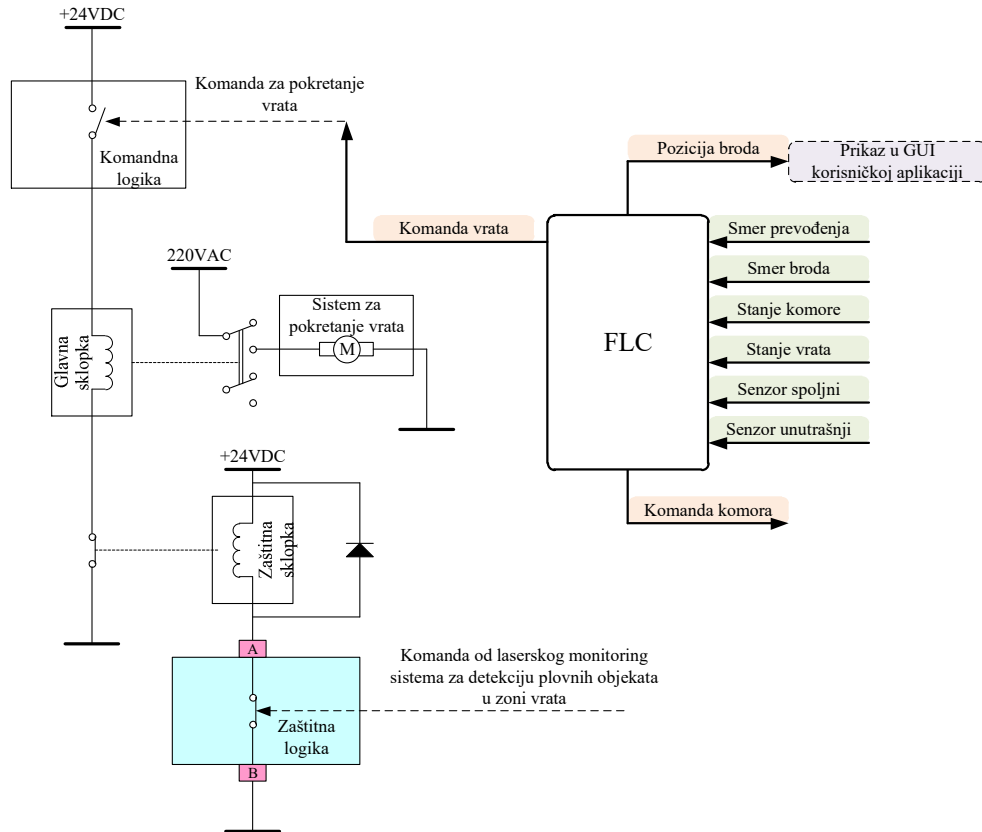 +24VDC
Komanda za pokretanje
vrata
Komandna
logika
Pozicija broda
Prikaz u GUI
korisničkoj aplikaciji
Komanda vrata
Smer prevođenja
Smer broda
Stanje komore
Stanje vrata
Senzor spoljni
Senzor unutrašnji
FLC
Komanda komora
220VAC
Sistem za
pokretanje vrata
M
Glavna
sklopka
+24VDC
Zaštitna
sklopka
A
Komanda od laserskog monitoring
sistema za detekciju plovnih objekata
u zoni vrata
Zaštitna
logika
B